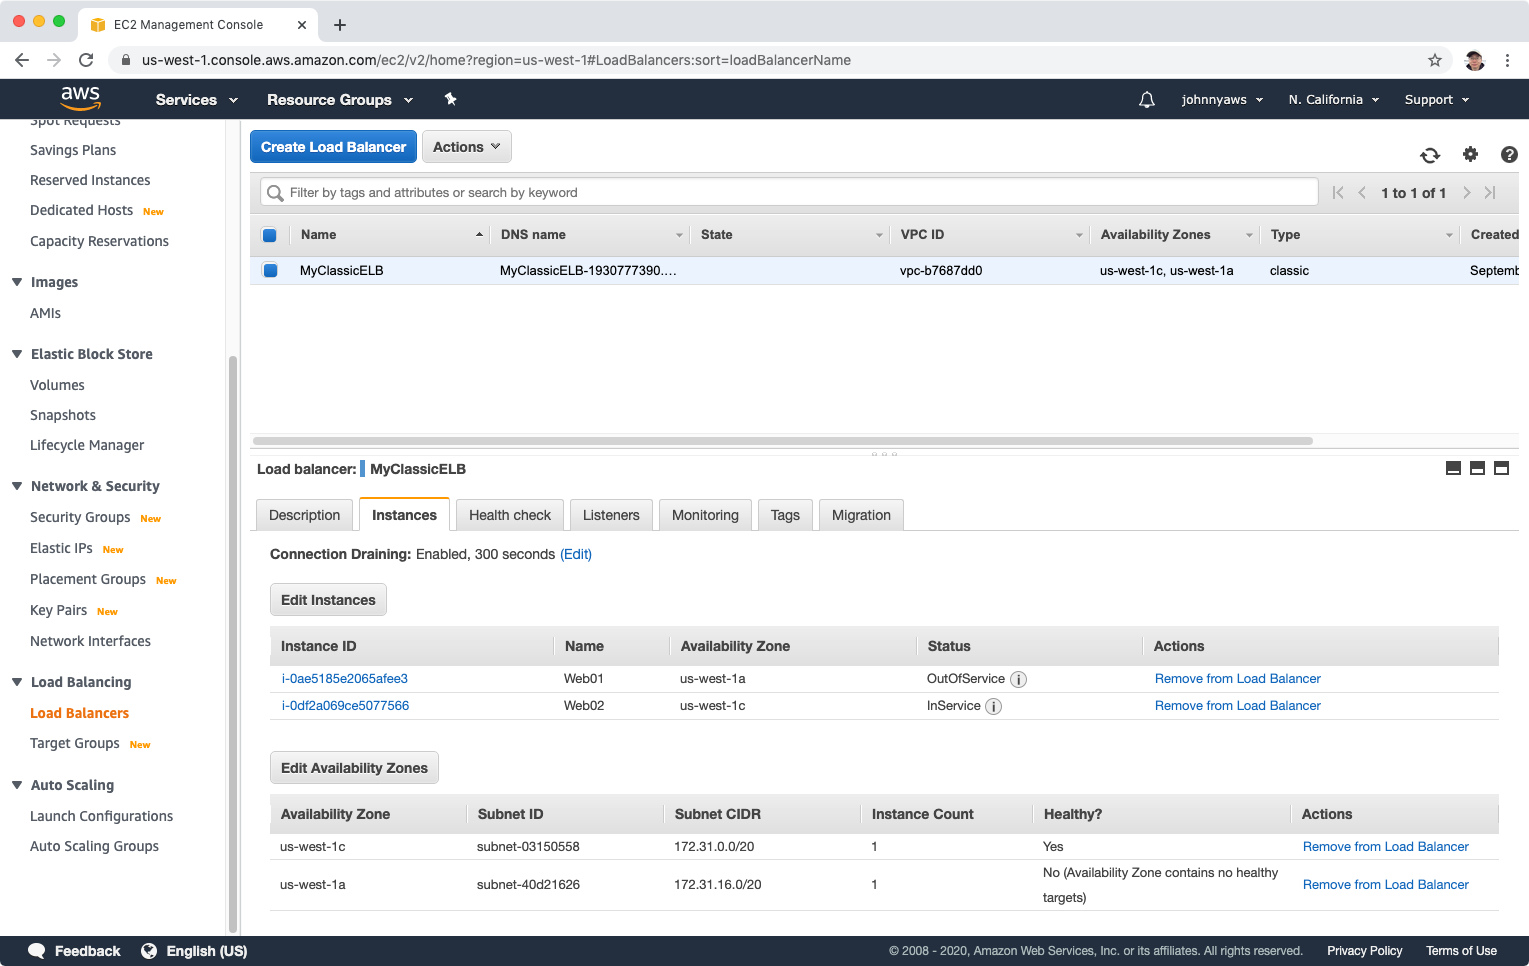 EC2 Management Console
us-west-1.console.aws.amazon.com/ec2/v2/home?region=us-west-1#LoadBalancers:sort=loadBalancerName
aws Services Resource Groups johnnyaws N. California Support
Spot Requests
Savings Plans
Reserved Instances
Dedicated Hosts New
Capacity Reservations
Images
AMIs
Elastic Block Store
Volumes
Snapshots
Lifecycle Manager
Network & Security
Security Groups New
Elastic IPs New
Placement Groups New
Key Pairs New
Network Interfaces
Load Balancing
Load Balancers
Target Groups New
Auto Scaling
Launch Configurations
Auto Scaling Groups
Create Load Balancer Actions
Filter by tags and attributes or search by keyword 1 to 1 of 1
Name DNS name State VPC ID Availability Zones Type Created
MyClassicELB MyClassicELB-1930777390.... vpc-b7687dd0 us-west-1c, us-west-1a classic Septemb
Load balancer: MyClassicELB
Description Instances Health check Listeners Monitoring Tags Migration
Connection Draining: Enabled, 300 seconds (Edit)
Edit Instances
Instance ID Name Availability Zone Status Actions
i-0ae5185e2065afee3 Web01 us-west-1a OutOfService i Remove from Load Balancer
i-0df2a069ce5077566 Web02 us-west-1c InService i Remove from Load Balancer
Edit Availability Zones
Availability Zone Subnet ID Subnet CIDR Instance Count Healthy? Actions
us-west-1c subnet-03150558 172.31.0.0/20 1 Yes Remove from Load Balancer
us-west-1a subnet-40d21626 172.31.16.0/20 1 No (Availability Zone contains no healthy Remove from Load Balancer
targets)
Feedback English (US) © 2008 - 2020, Amazon Web Services, Inc. or its affiliates. All rights reserved. Privacy Policy Terms of Use